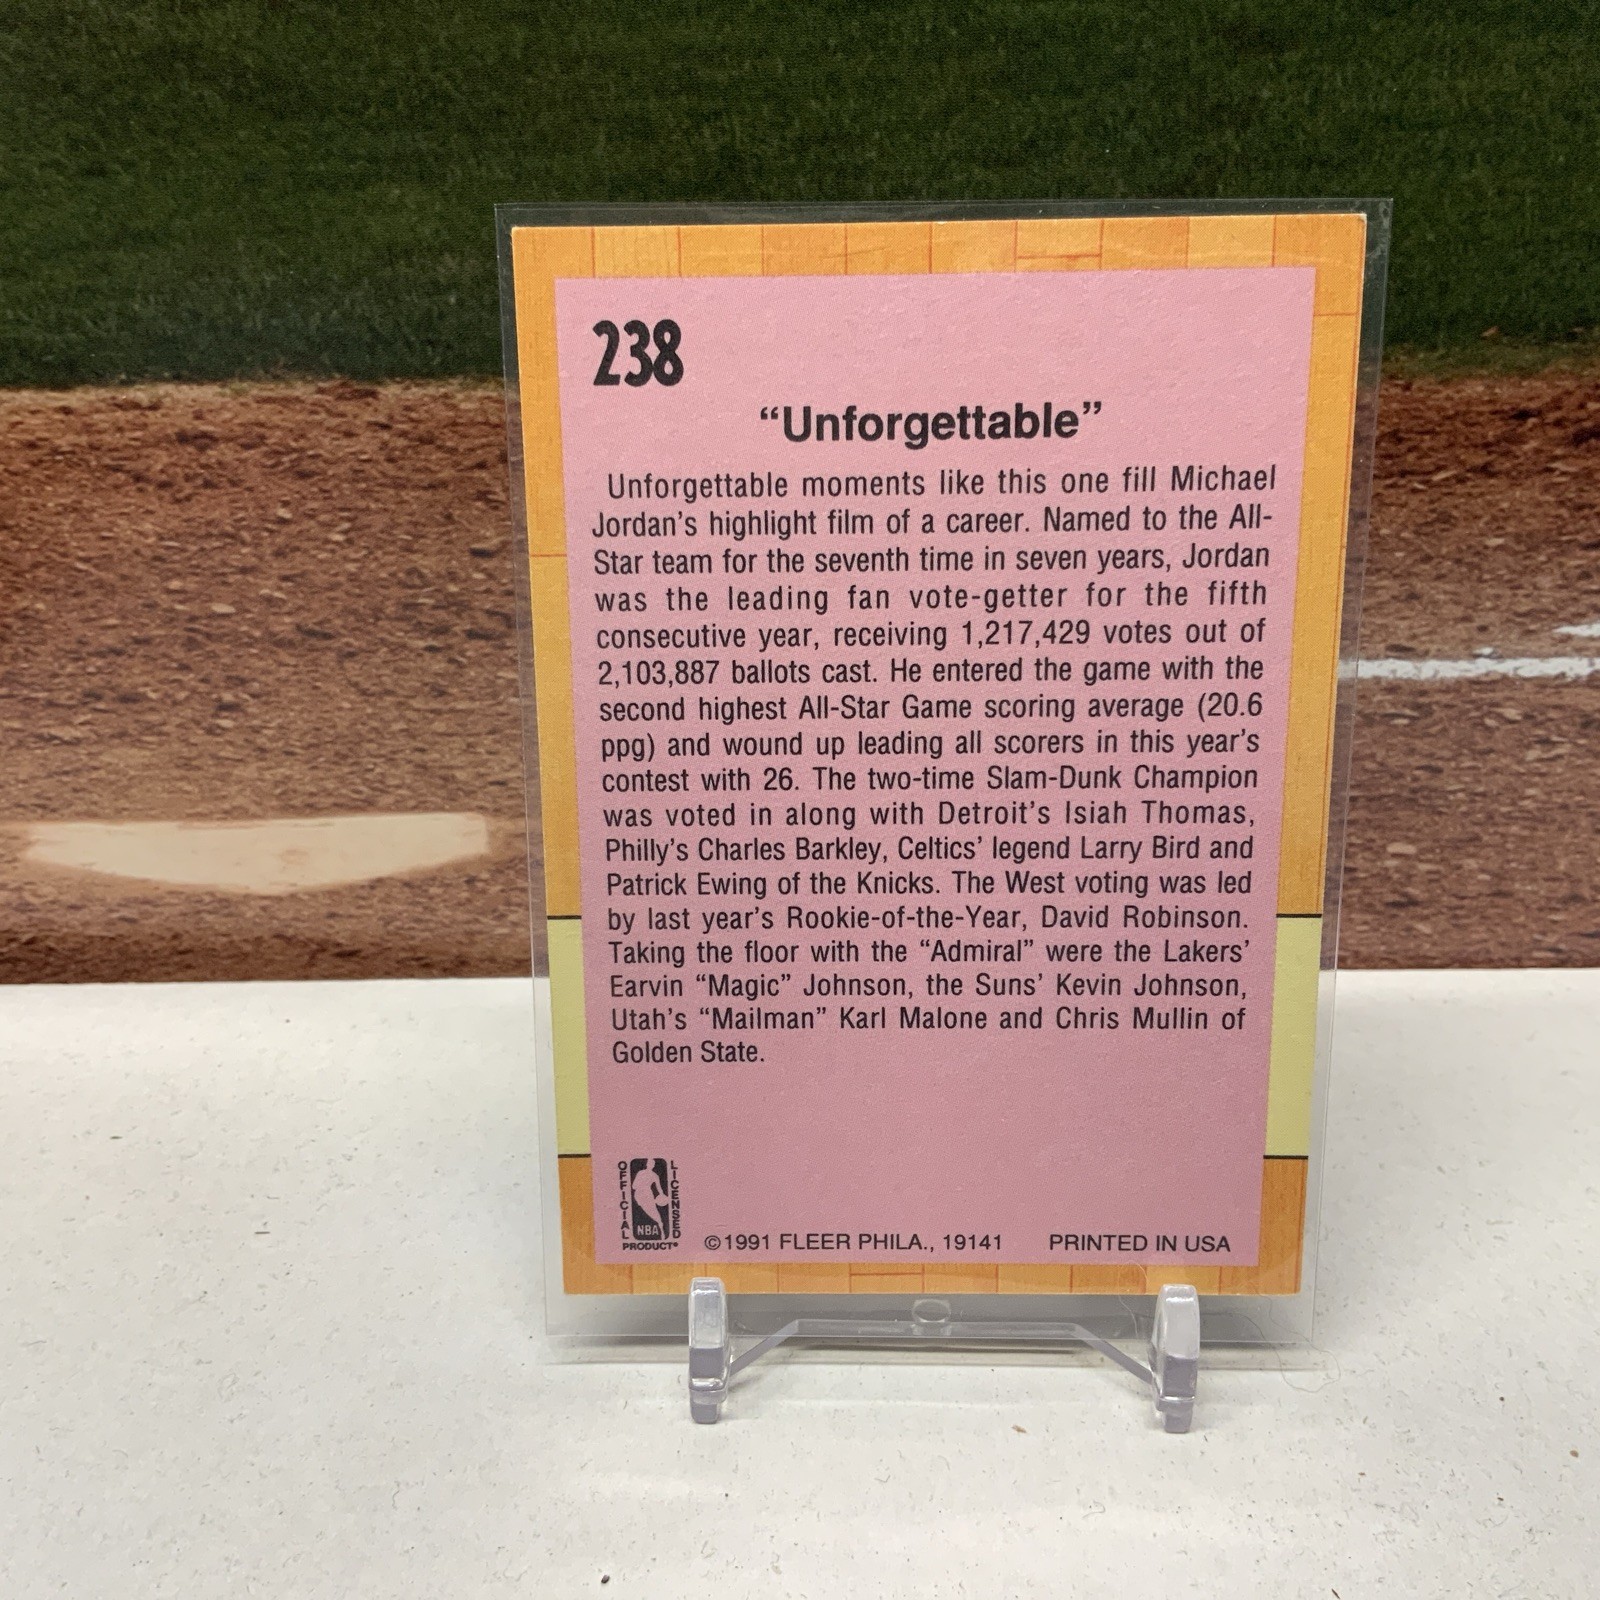 238
“Unforgettable”
Unforgettable moments like this one fill Michael
Jordan’s highlight film of a career. Named to the All-
Star team for the seventh time in seven years, Jordan
was the leading fan vote-getter for the fifth
consecutive year, receiving 1,217,429 votes out of
2,103,887 ballots cast. He entered the game with the
second highest All-Star Game scoring average (20.6
ppg) and wound up leading all scorers in this year’s
contest with 26. The two-time Slam-Dunk Champion
was voted in along with Detroit’s Isiah Thomas,
Philly’s Charles Barkley, Celtics’ legend Larry Bird and
Patrick Ewing of the Knicks. The West voting was led
by last year’s Rookie-of-the-Year, David Robinson.
Taking the floor with the “Admiral” were the Lakers’
Earvin “Magic” Johnson, the Suns’ Kevin Johnson,
Utah’s “Mailman” Karl Malone and Chris Mullin of
Golden State.
OFFICIAL
NBA
LICENSED
PRODUCT®
©1991 FLEER PHILA., 19141 PRINTED IN USA